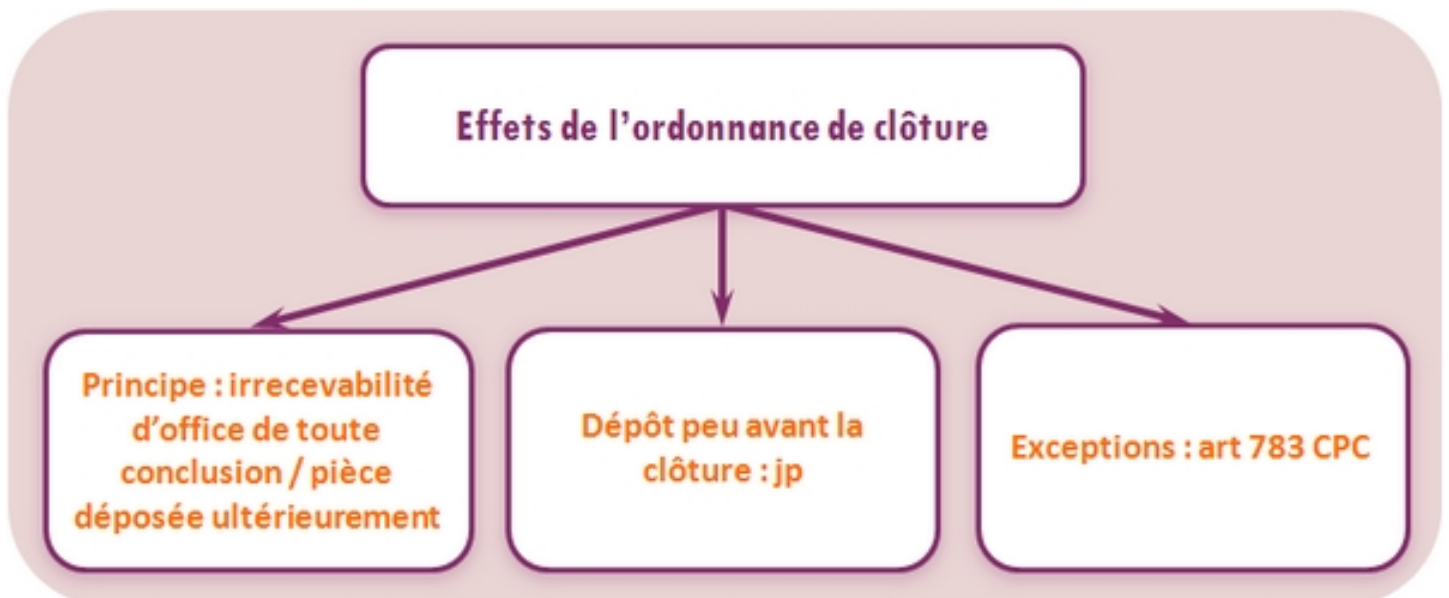 Effets de l'ordonnance de clôture
Principe : irrecevabilité
d'office de toute
conclusion / pièce
déposée ultérieurement
Dépôt peu avant la
clôture : jp
Exceptions : art 783 CPC